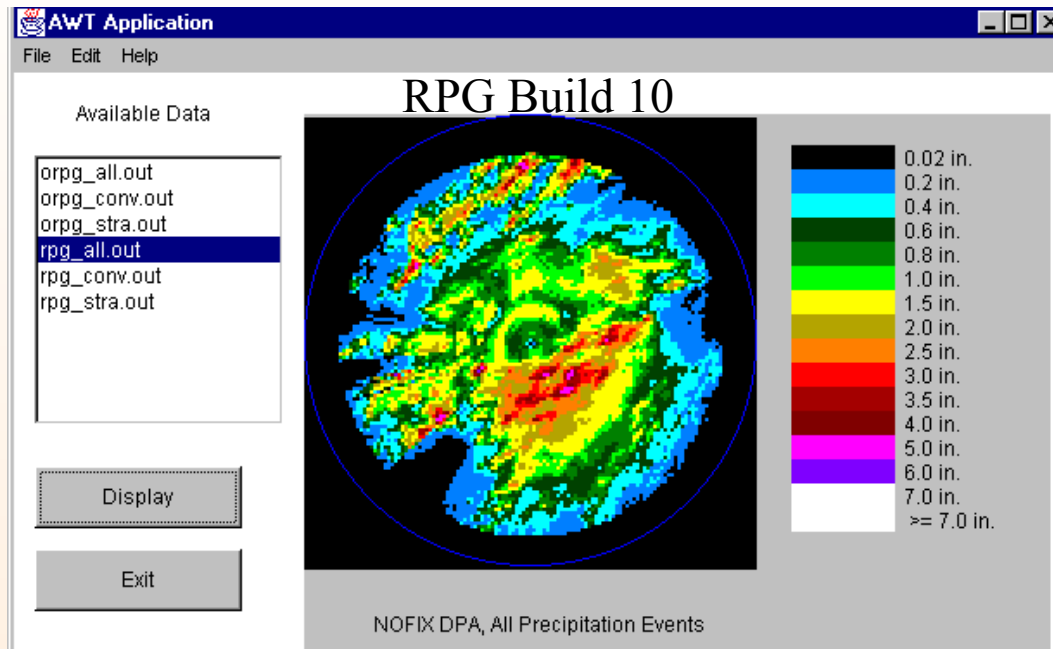 AWT Application
File Edit Help
RPG Build 10
Available Data
orpg_all.out
orpg_conv.out
orpg_stra.out
rpg_all.out
rpg_conv.out
rpg_stra.out
Display
Exit
0.02 in.
0.2 in.
0.4 in.
0.6 in.
0.8 in.
1.0 in.
1.5 in.
2.0 in.
2.5 in.
3.0 in.
3.5 in.
4.0 in.
5.0 in.
6.0 in.
7.0 in.
>= 7.0 in.
NOFIX DPA, All Precipitation Events